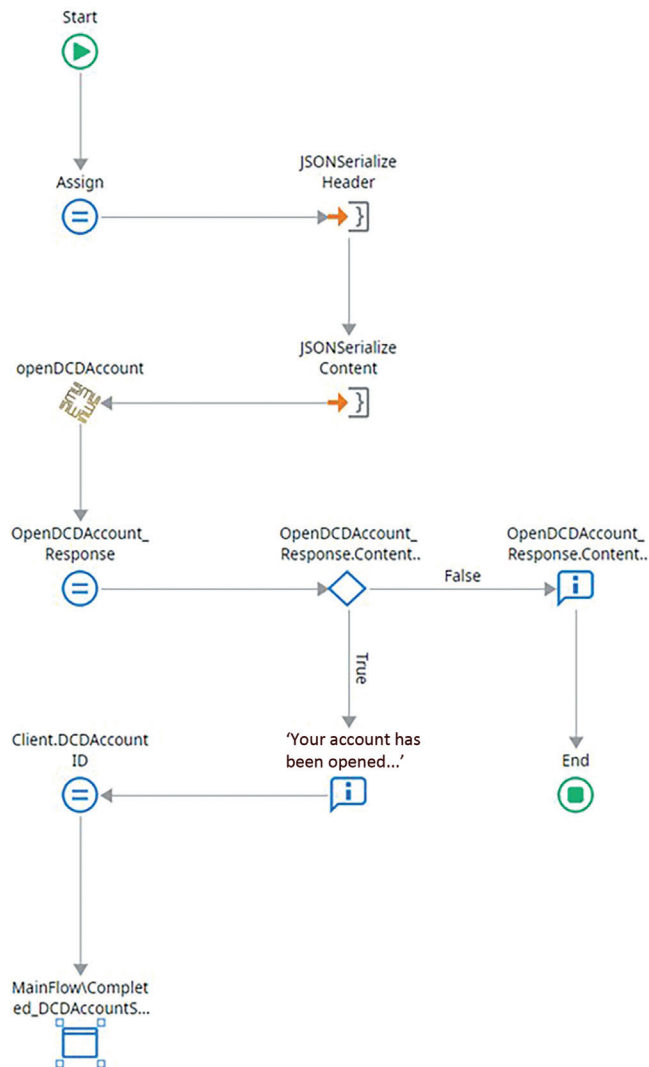 Start
Assign
JSONSerialize
Header
JSONSerialize
Content
openDCDAccount
OpenDCDAccount_
Response
OpenDCDAccount_
Response.Content..
False
OpenDCDAccount_
Response.Content..
True
‘Your account has
been opened...’
Client.DCDAccount
ID
End
MainFlow\Complet
ed_DCDAccountS...